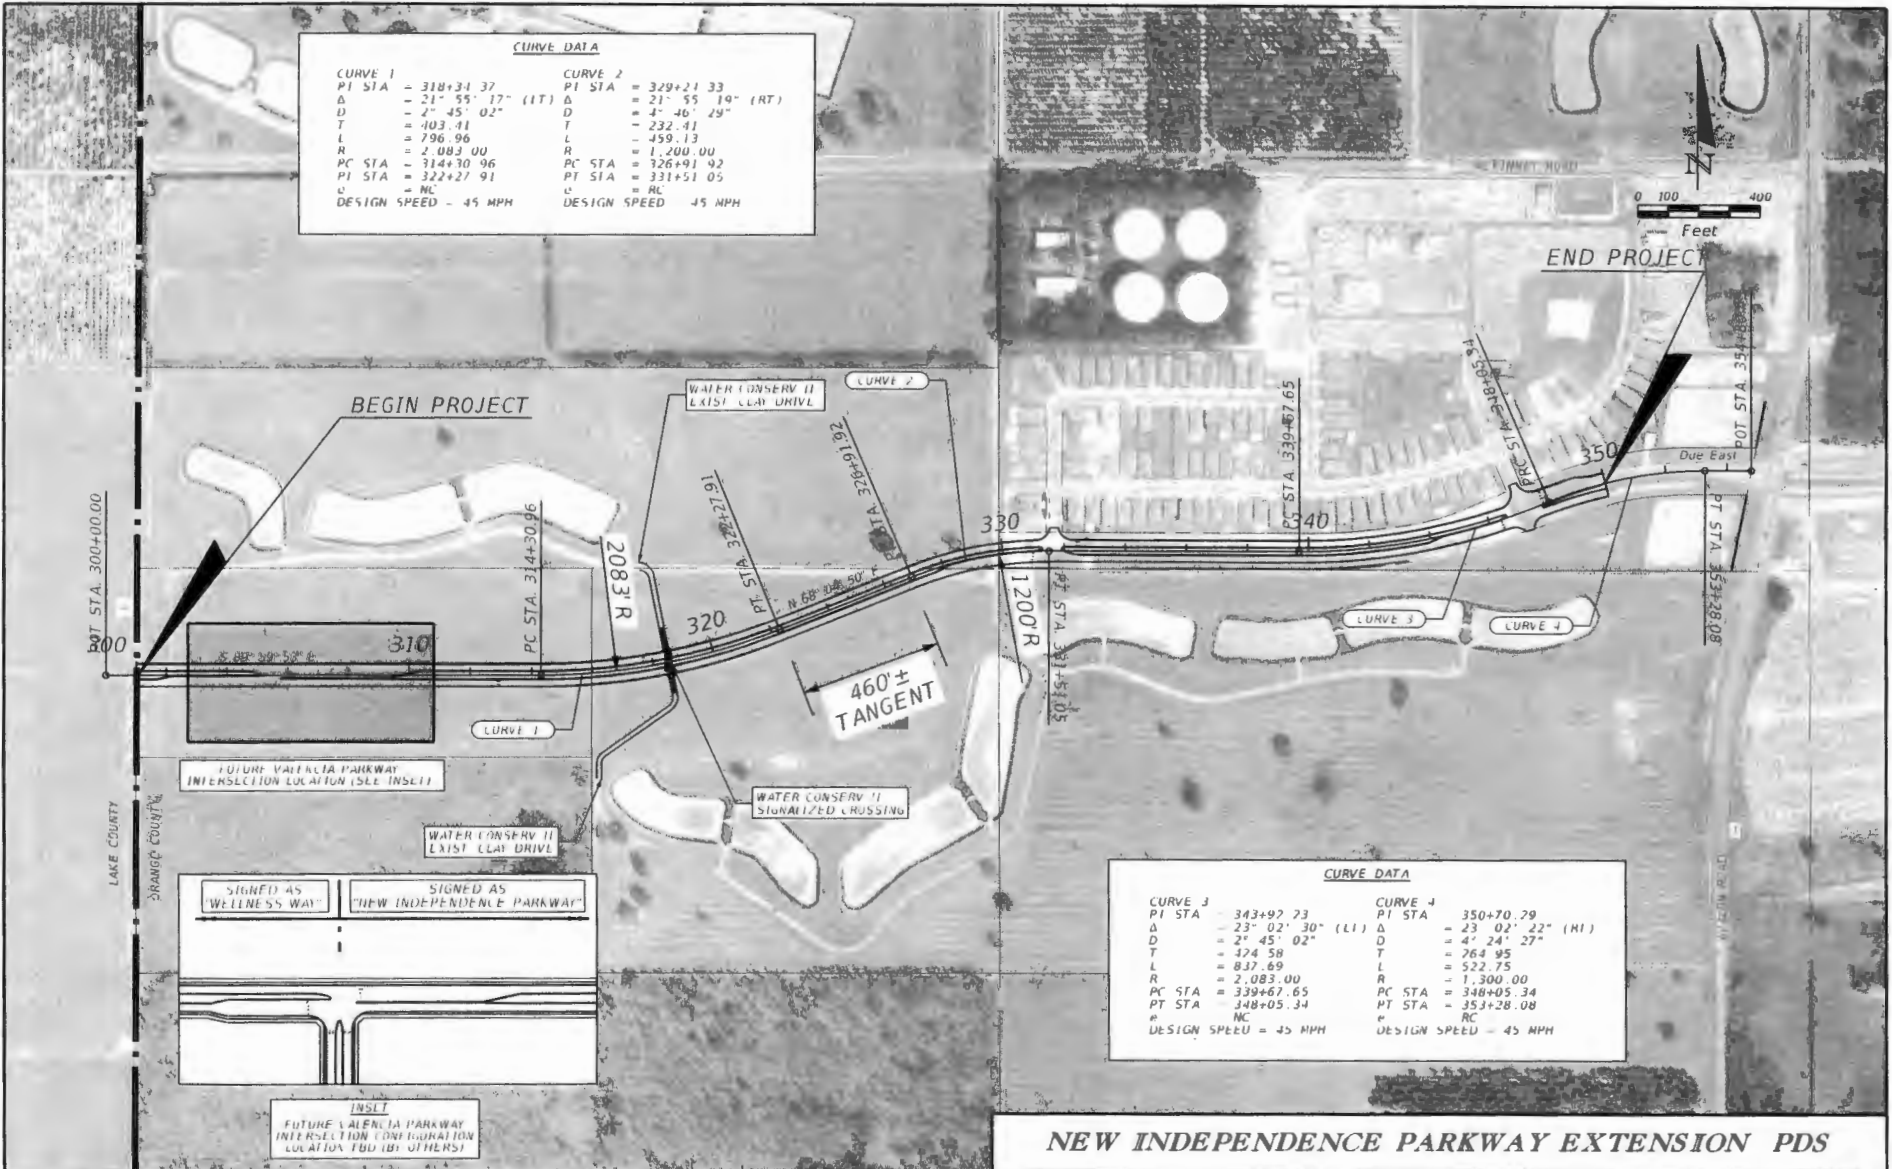 CURVE DATA
CURVE 1
PI STA = 318+34.37
Δ = 21° 55' 17" (LT)
D = 2° 45' 02"
T = 403.41
L = 796.96
R = 2,083.00
PC STA = 314+30.96
PT STA = 322+27.91
e = NC
DESIGN SPEED = 45 MPH
CURVE 2
PI STA = 329+21.33
Δ = 21° 55' 19" (RT)
D = 4° 46' 29"
T = 232.41
L = 459.13
R = 1,200.00
PC STA = 326+91.92
PT STA = 331+51.05
e = RC
DESIGN SPEED 45 MPH
FINNEY ROAD
N
0 100 400
Feet
END PROJECT
BEGIN PROJECT
WATER CONSERV II
EXIST. CLAY DRIVE
CURVE 2
POT STA. 300+00.00
PC STA. 314+30.96
2083' R
PT. STA. 322+27.91
PC STA. 326+91.92
N 68° 04' 50"
1200' R
PT STA. 331+51.05
PC STA. 339+67.65
PRC STA. 348+05.34
Due East
PT STA. 353+28.08
300
310
320
330
340
350
460'±
TANGENT
CURVE 1
CURVE 3
CURVE 4
FUTURE VALENCIA PARKWAY
INTERSECTION LOCATION (SEE INSET)
WATER CONSERV II
SIGNALIZED CROSSING
WATER CONSERV II
EXIST. CLAY DRIVE
LAKE COUNTY
ORANGE COUNTY
SIGNED AS
"WELLNESS WAY"
SIGNED AS
"NEW INDEPENDENCE PARKWAY"
INSET
FUTURE VALENCIA PARKWAY
INTERSECTION CONFIGURATION
LOCATION TBD (BY OTHERS)
CURVE DATA
CURVE 3
PI STA 343+92.23
Δ = 23° 02' 30" (LT)
D = 2° 45' 02"
T = 424.58
L = 837.69
R = 2,083.00
PC STA = 339+67.65
PT STA = 348+05.34
e NC
DESIGN SPEED = 45 MPH
CURVE 4
PI STA 350+70.29
Δ = 23° 02' 22" (RT)
D = 4° 24' 27"
T = 264.95
L = 522.75
R = 1,300.00
PC STA = 348+05.34
PT STA = 353+28.08
e RC
DESIGN SPEED = 45 MPH
NEW INDEPENDENCE PARKWAY EXTENSION PDS